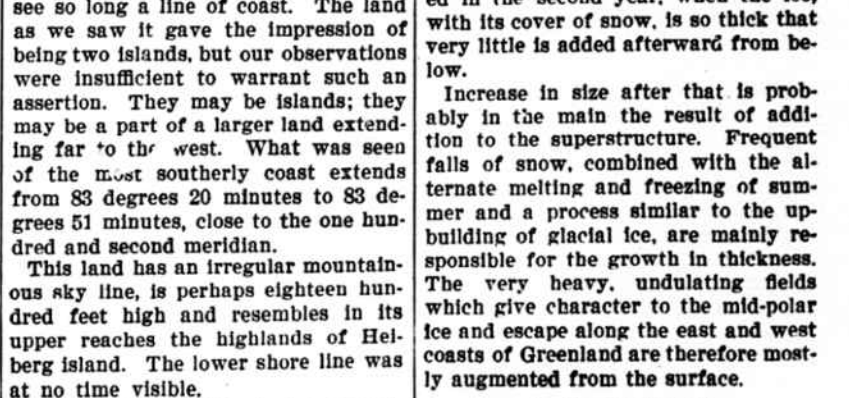 see so long a line of coast. The land
as we saw it gave the impression of
being two islands, but our observations
were insufficient to warrant such an
assertion. They may be islands; they
may be a part of a larger land extend-
ing far to the west. What was seen
of the most southerly coast extends
from 83 degrees 20 minutes to 83 de-
grees 51 minutes, close to the one hun-
dred and second meridian.
This land has an irregular mountain-
ous sky line, is perhaps eighteen hun-
dred feet high and resembles in its
upper reaches the highlands of Hei-
berg island. The lower shore line was
at no time visible.
ed in the second year, when the ice,
with its cover of snow, is so thick that
very little is added afterward from be-
low.
Increase in size after that is prob-
ably in the main the result of addi-
tion to the superstructure. Frequent
falls of snow, combined with the al-
ternate melting and freezing of sum-
mer and a process similar to the up-
building of glacial ice, are mainly re-
sponsible for the growth in thickness.
The very heavy, undulating fields
which give character to the mid-polar
ice and escape along the east and west
coasts of Greenland are therefore most-
ly augmented from the surface.